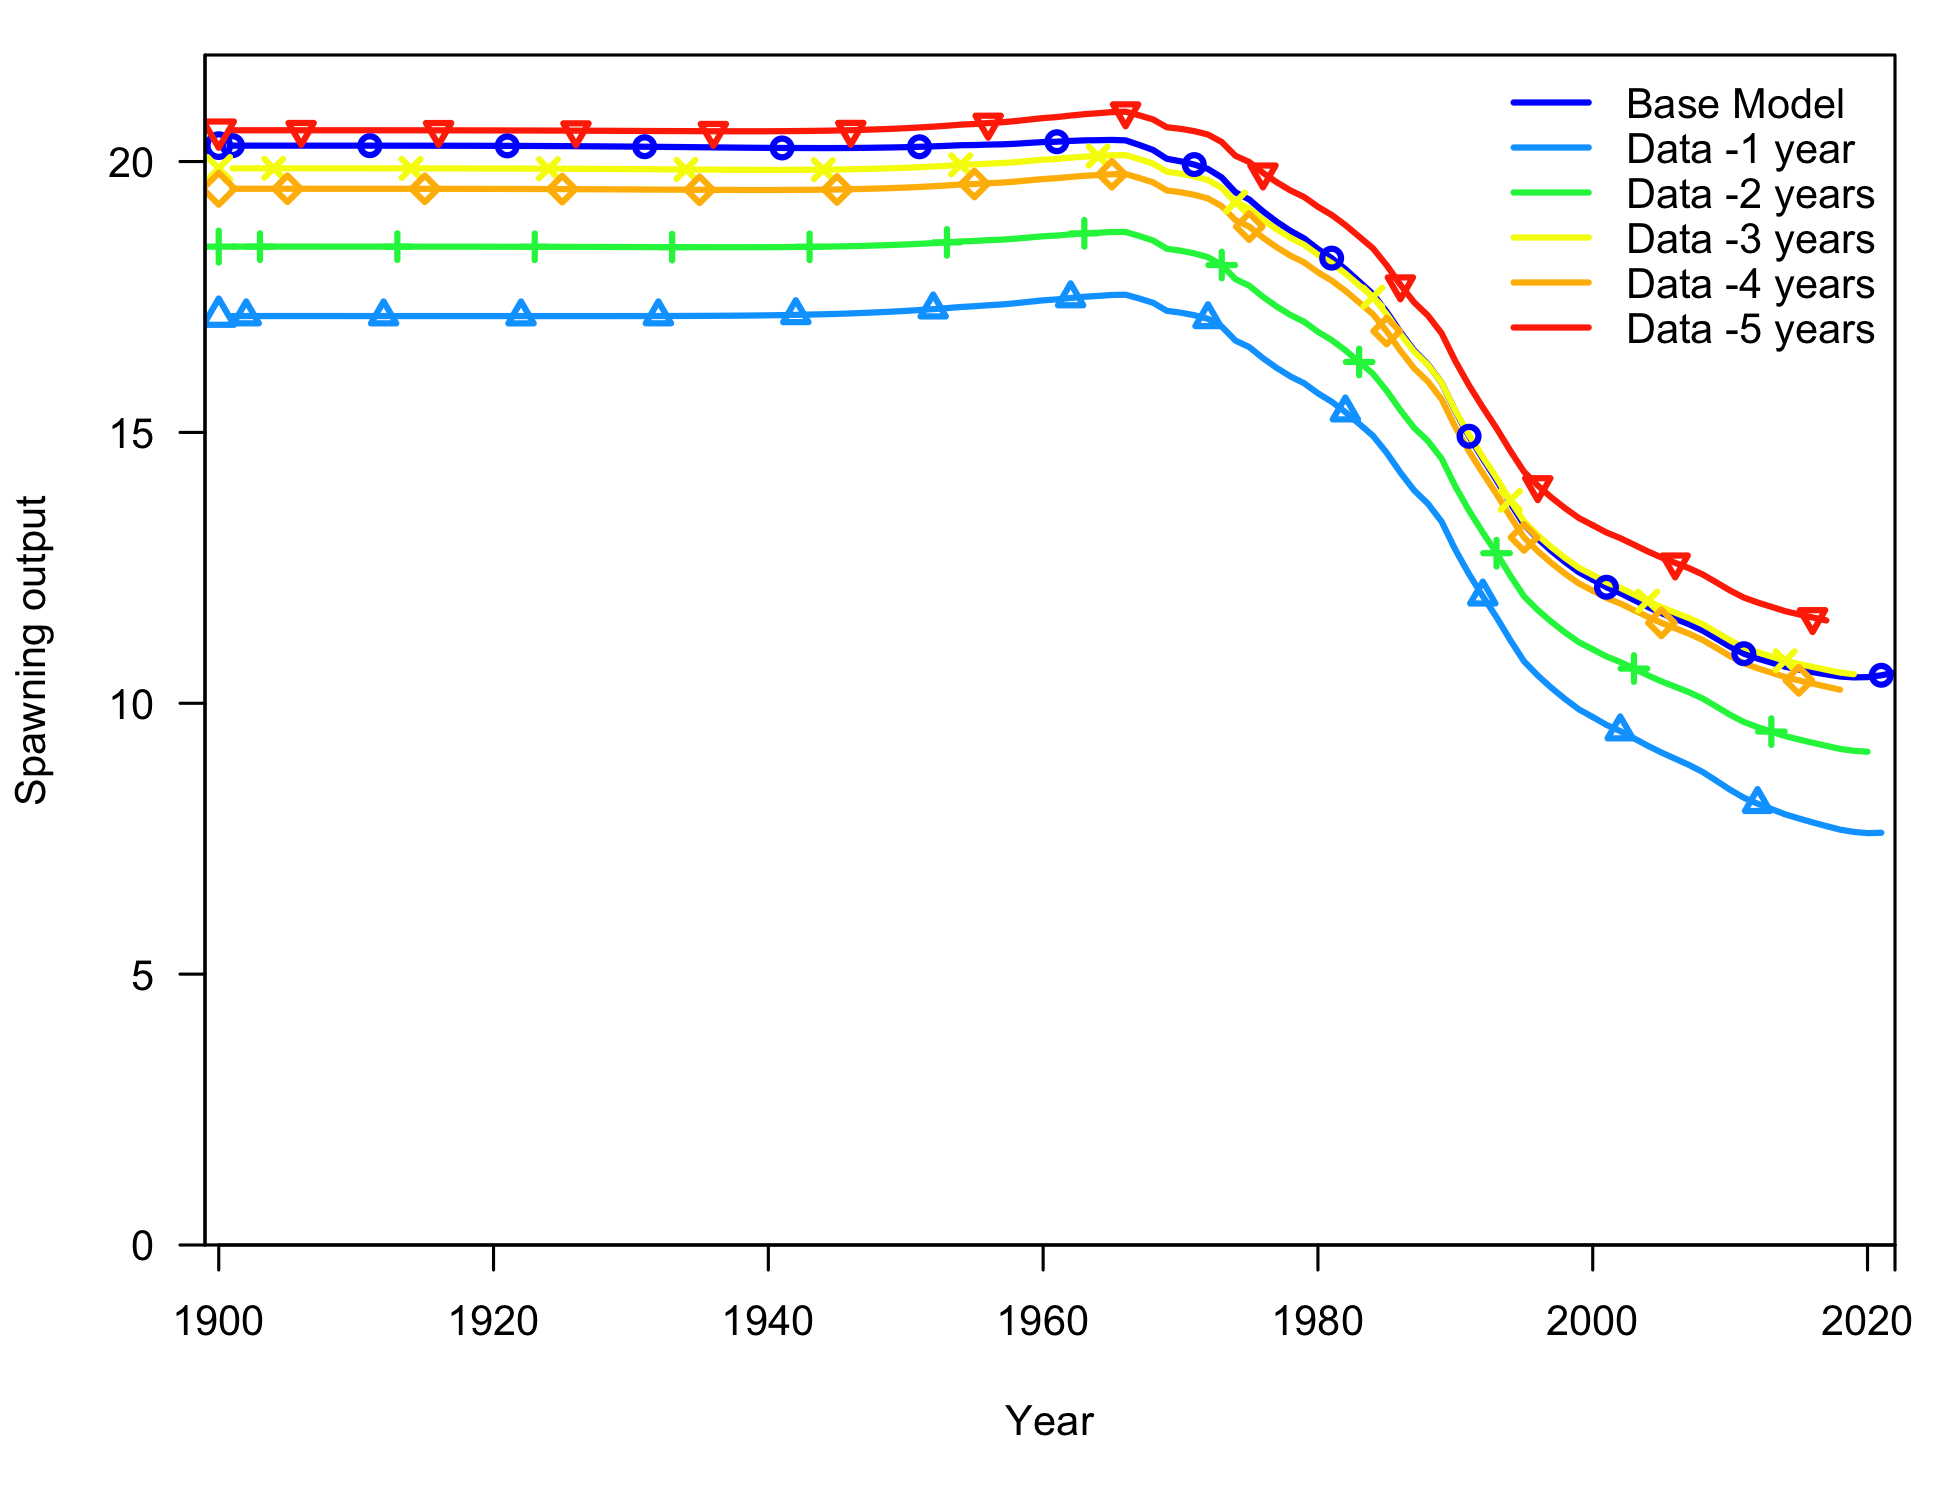 Base Model
Data -1 year
Data -2 years
Data -3 years
Data -4 years
Data -5 years
Spawning output
20
15
10
5
0
1900 1920 1940 1960 1980 2000 2020
Year